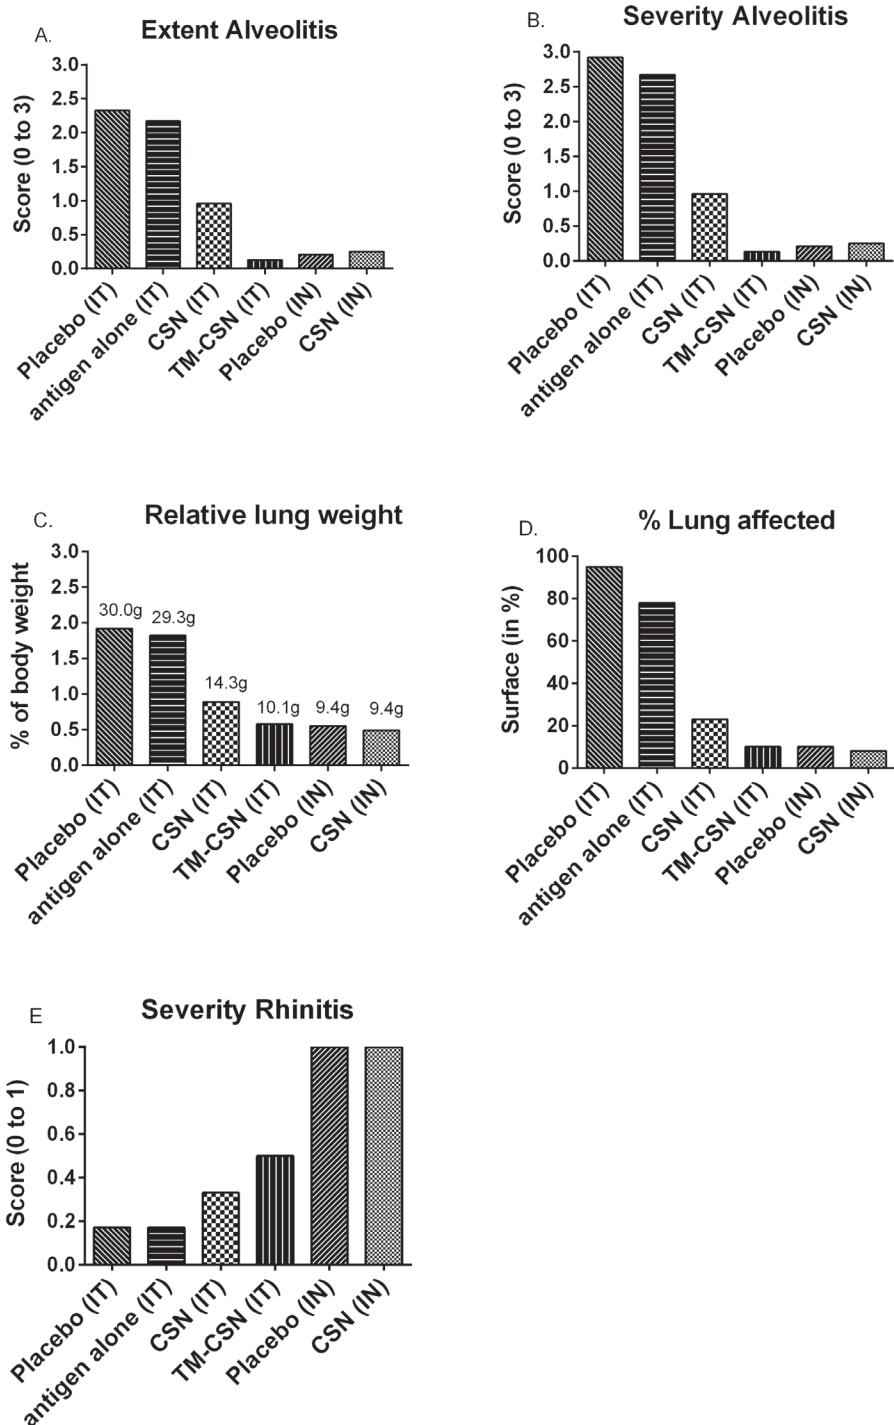 A.
Extent Alveolitis
Score (0 to 3)
3.0
2.5
2.0
1.5
1.0
0.5
0.0
Placebo (IT)
antigen alone (IT)
CSN (IT)
TM-CSN (IT)
Placebo (IN)
CSN (IN)
B.
Severity Alveolitis
Score (0 to 3)
3.0
2.5
2.0
1.5
1.0
0.5
0.0
Placebo (IT)
antigen alone (IT)
CSN (IT)
TM-CSN (IT)
Placebo (IN)
CSN (IN)
C.
Relative lung weight
% of body weight
3.0
2.5
2.0
1.5
1.0
0.5
0.0
30.0g
29.3g
14.3g
10.1g
9.4g
9.4g
Placebo (IT)
antigen alone (IT)
CSN (IT)
TM-CSN (IT)
Placebo (IN)
CSN (IN)
D.
% Lung affected
Surface (in %)
100
80
60
40
20
0
Placebo (IT)
antigen alone (IT)
CSN (IT)
TM-CSN (IT)
Placebo (IN)
CSN (IN)
E
Severity Rhinitis
Score (0 to 1)
1.0
0.8
0.6
0.4
0.2
0.0
Placebo (IT)
antigen alone (IT)
CSN (IT)
TM-CSN (IT)
Placebo (IN)
CSN (IN)